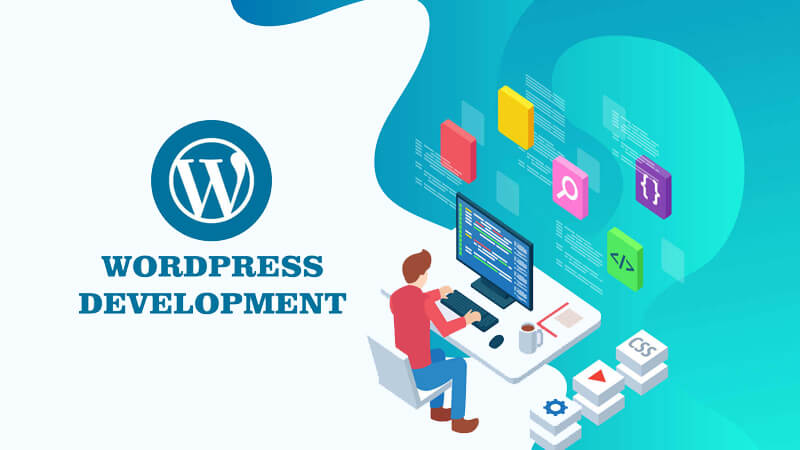 W
WORDPRESS
DEVELOPMENT
{ }
</>
CSS